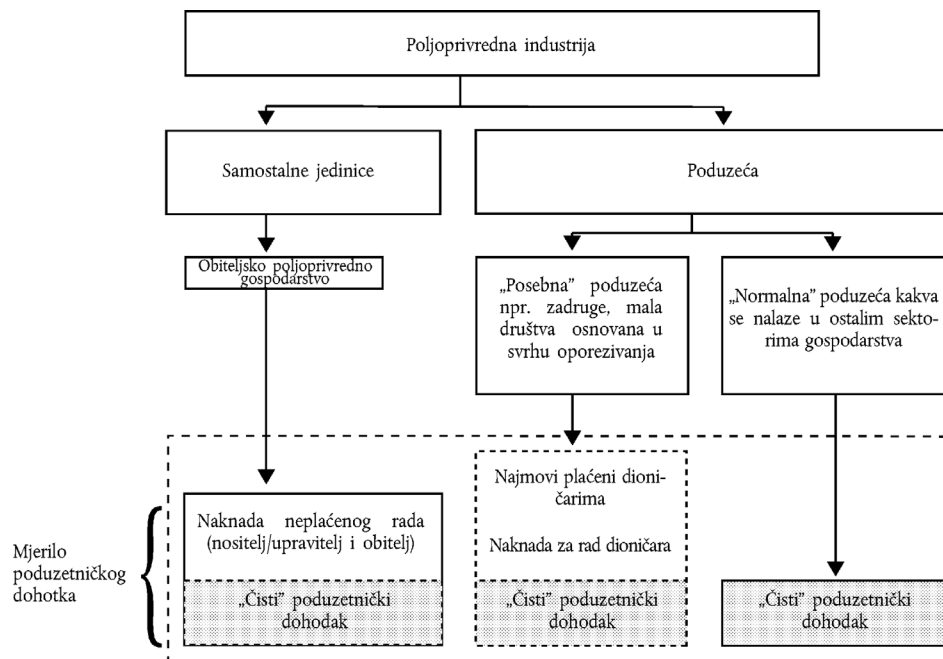 Poljoprivredna industrija
Samostalne jedinice
Poduzeća
Obiteljsko poljoprivredno
gospodarstvo
„Posebna” poduzeća
npr. zadruge, mala
društva osnovana u
svrhu oporezivanja
„Normalna” poduzeća kakva
se nalaze u ostalim sekto-
rima gospodarstva
Najmovi plaćeni dioni-
čarima
Naknada za rad dioničara
Naknada neplaćenog rada
(nositelj/upravitelj i obitelj)
Mjerilo
poduzetničkog
dohotka
„Čisti” poduzetnički
dohodak
„Čisti” poduzetnički
dohodak
„Čisti” poduzetnički
dohodak